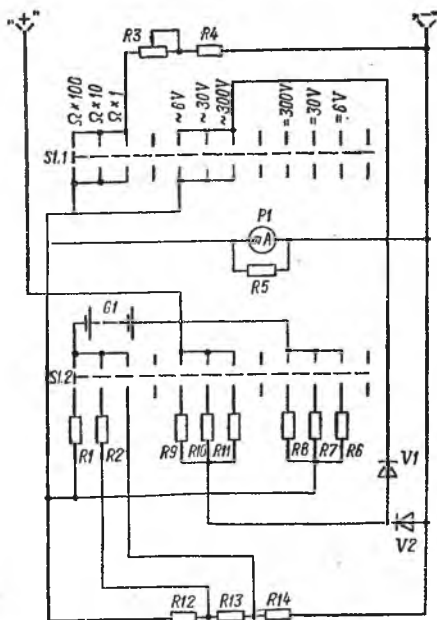 "+"
"−"
R3
R4
Ω×100
Ω×10
Ω×1
~6V
~30V
~300V
=300V
=30V
=6V
S1.1
P1
mA
R5
G1
S1.2
R1
R2
R9
R10
R11
R8
R7
R6
V1
V2
R12
R13
R14